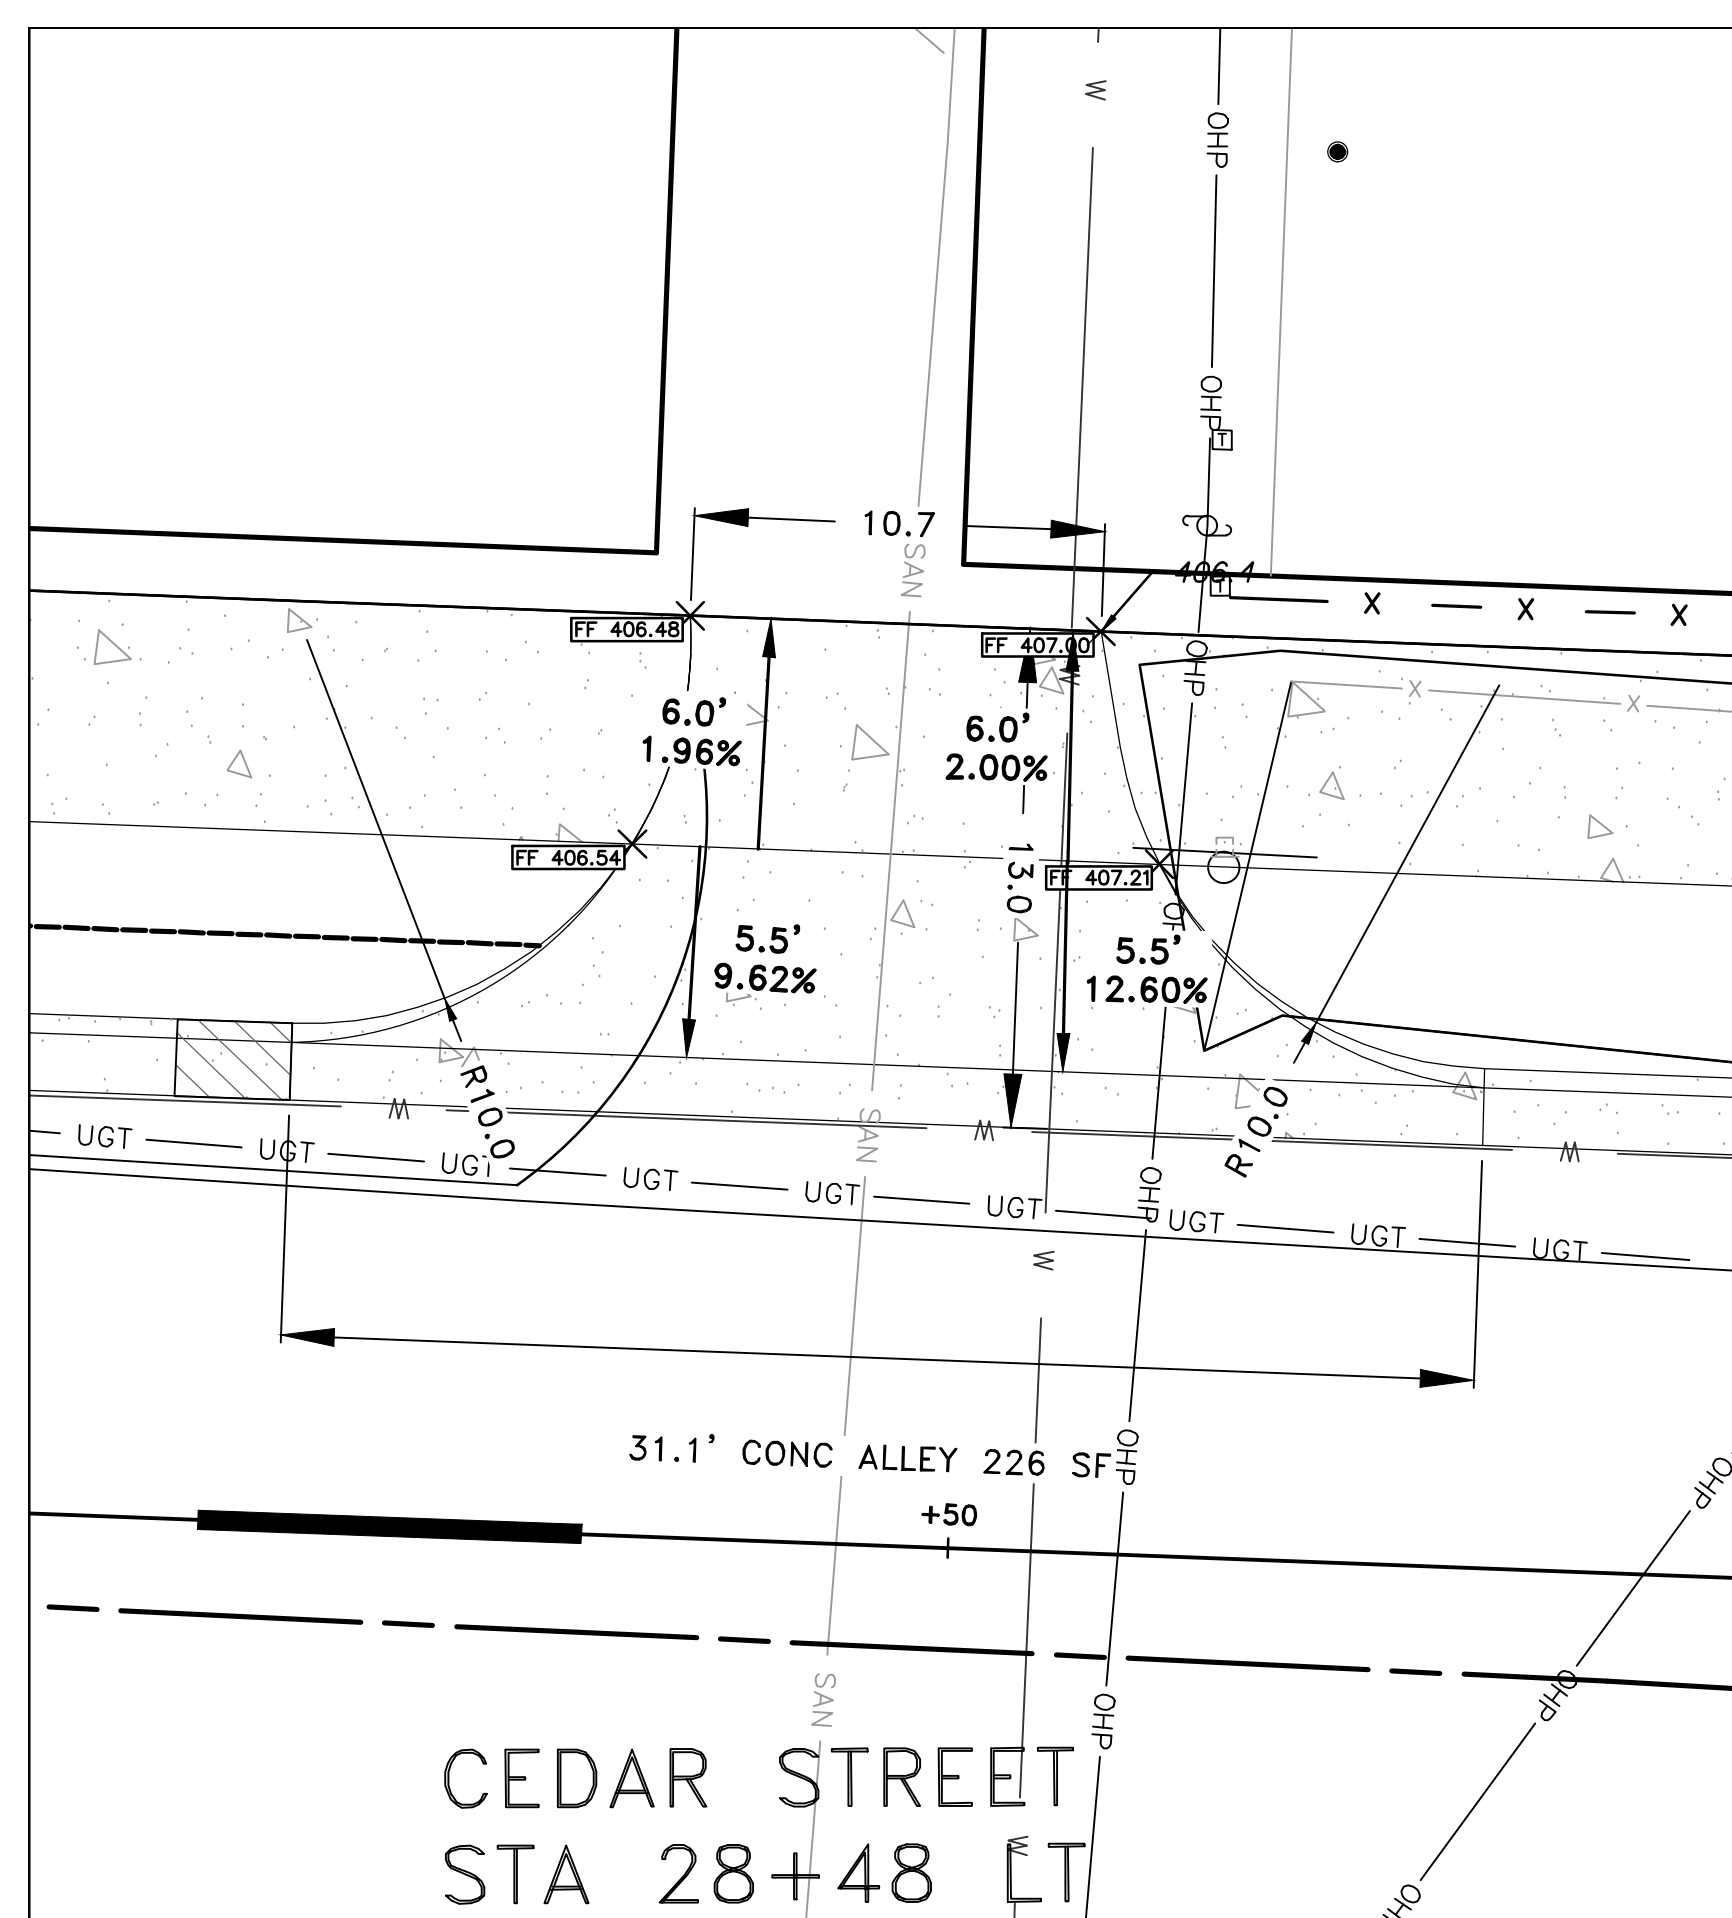 W
OHP
OHP
T
10.7
SAN
406.4
X X X
FF 406.48
FF 407.00
OHP
W
X X
6.0'
1.96%
6.0'
2.00%
FF 406.54
13.0
FF 407.21
5.5'
9.62%
5.5'
12.60%
R10.0
R10.0
W SAN W W
UGT UGT UGT UGT UGT UGT UGT UGT UGT
OHP
W
31.1' CONC ALLEY 226 SF
OHP
OHP
+50
SAN
OHP
OHP
CEDAR STREET
W
STA 28+48 LT